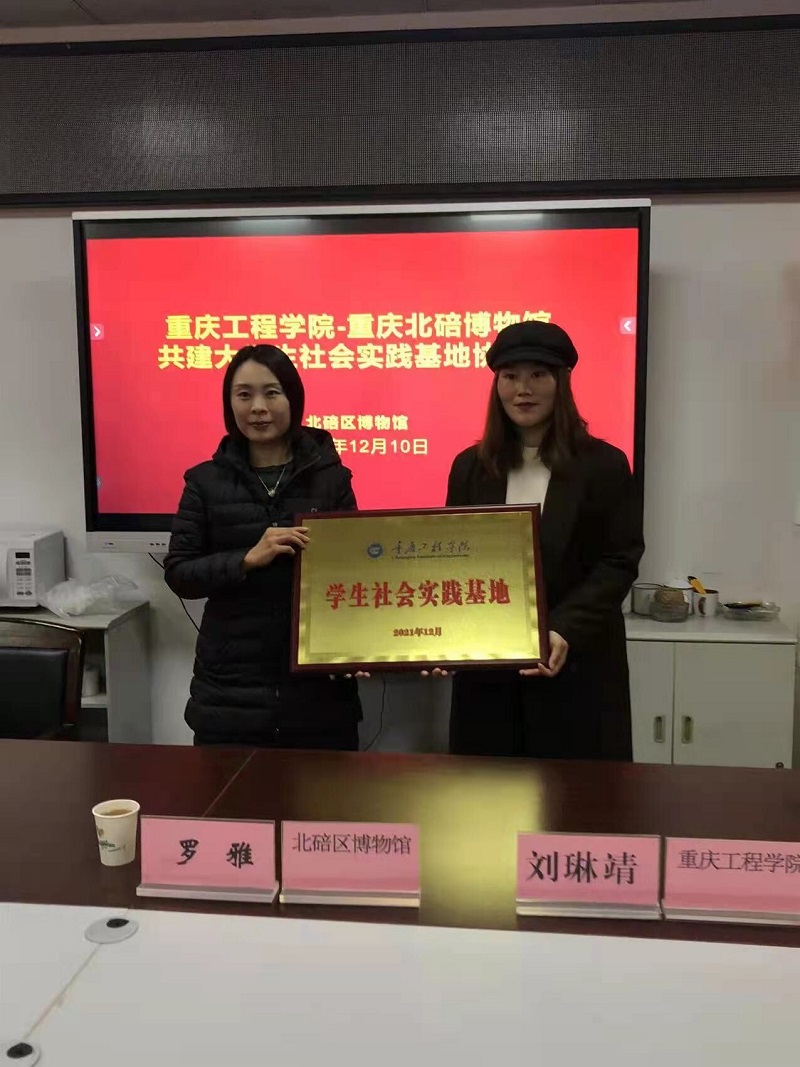 重庆工程学院-重庆北碚博物馆
共建大学生社会实践基地协
北碚区博物馆
年12月10日
重庆工程学院
学生社会实践基地
2021年12月
罗雅
北碚区博物馆
刘琳靖
重庆工程学院